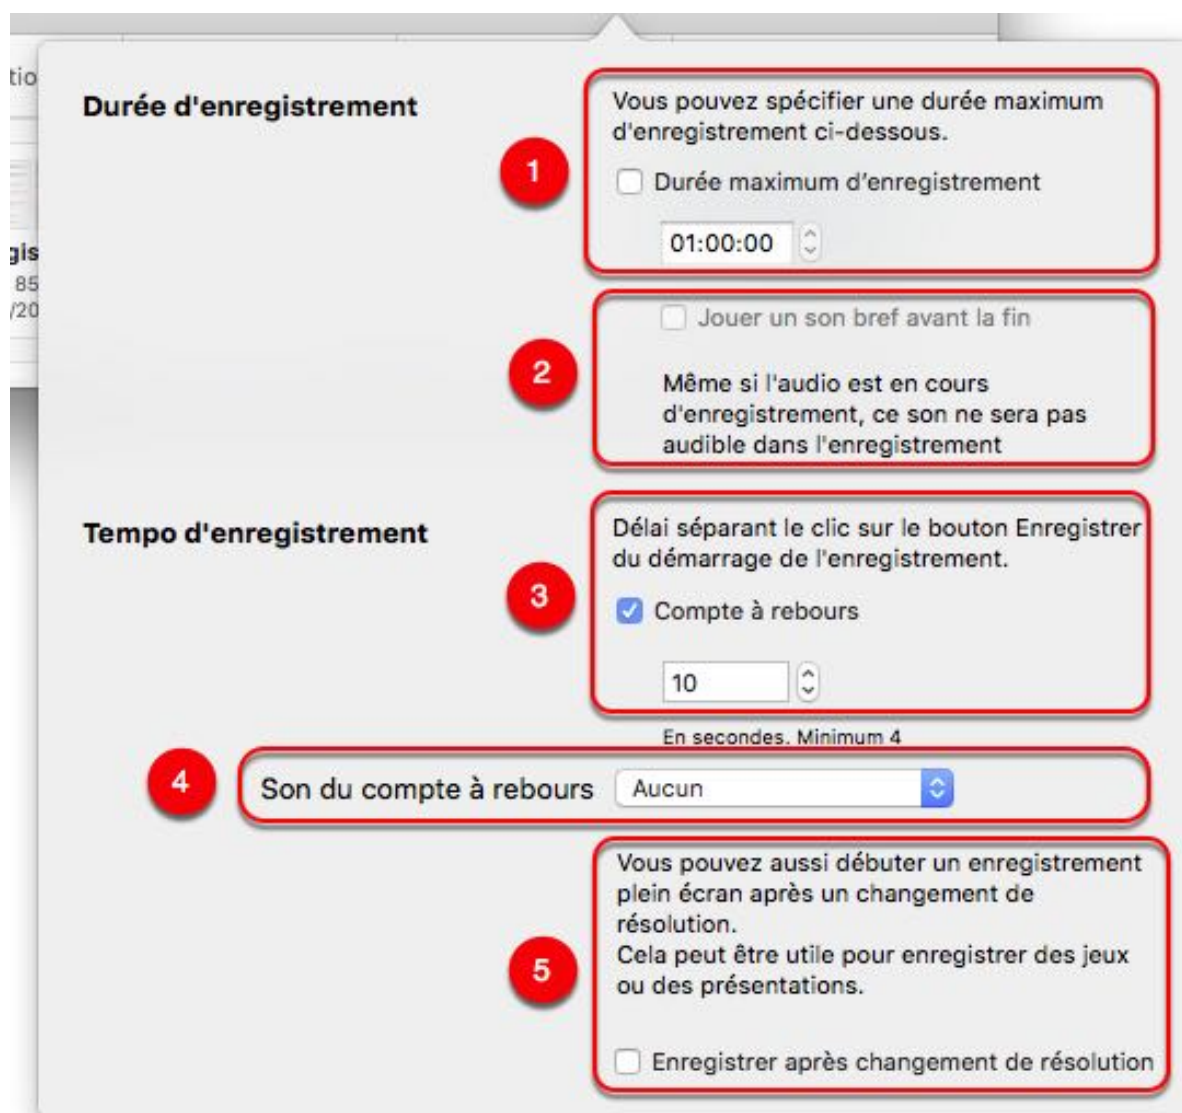 tio
Durée d'enregistrement
Vous pouvez spécifier une durée maximum
d'enregistrement ci-dessous.
1
Durée maximum d'enregistrement
01:00:00
gis
85
/20
Jouer un son bref avant la fin
2
Même si l'audio est en cours
d'enregistrement, ce son ne sera pas
audible dans l'enregistrement
Tempo d'enregistrement
Délai séparant le clic sur le bouton Enregistrer
du démarrage de l'enregistrement.
3
Compte à rebours
10
En secondes. Minimum 4
4
Son du compte à rebours Aucun
Vous pouvez aussi débuter un enregistrement
plein écran après un changement de
résolution.
Cela peut être utile pour enregistrer des jeux
ou des présentations.
5
Enregistrer après changement de résolution